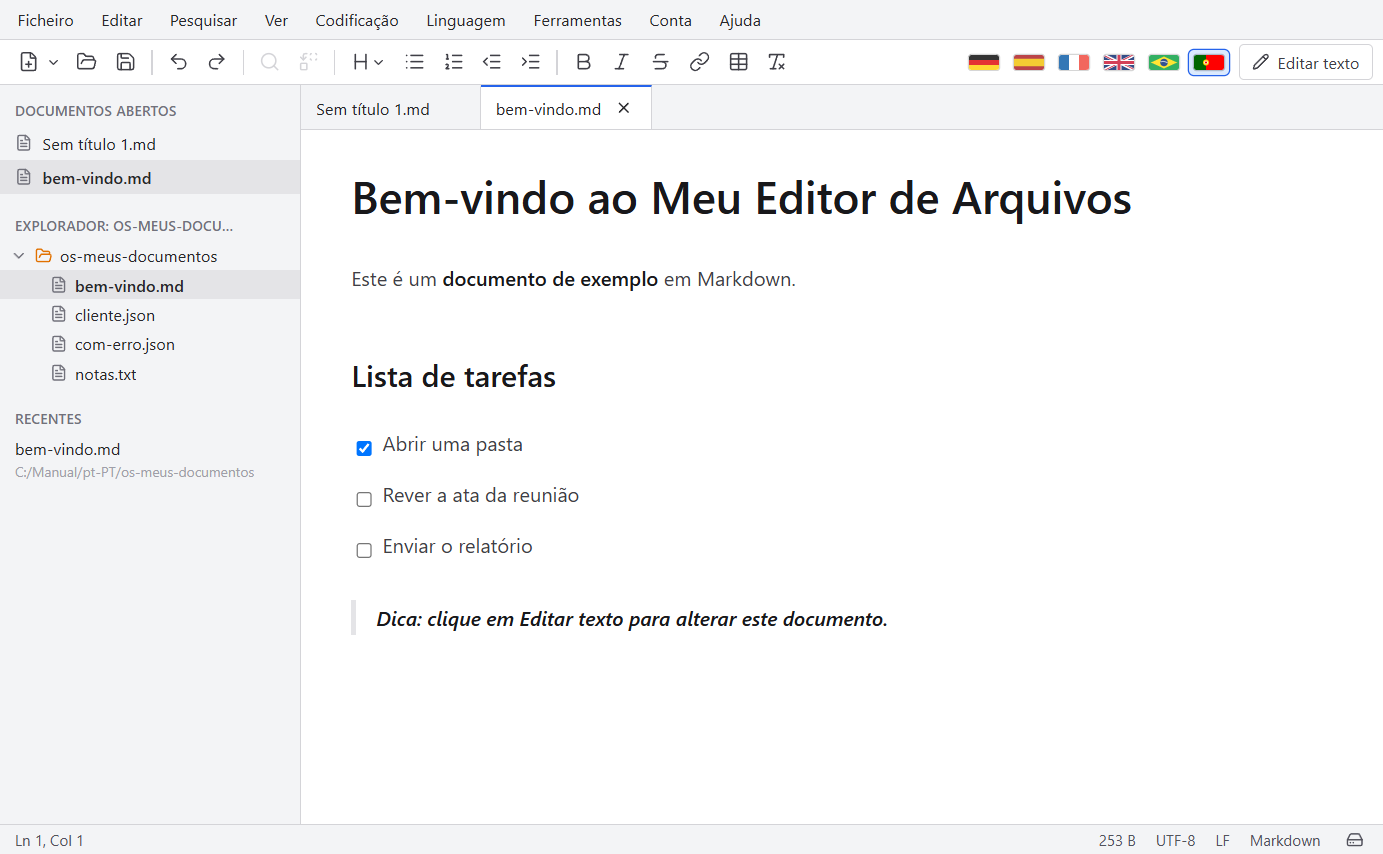 Ficheiro Editar Pesquisar Ver Codificação Linguagem Ferramentas Conta Ajuda
Editar texto
DOCUMENTOS ABERTOS
Sem título 1.md
bem-vindo.md
EXPLORADOR: OS-MEUS-DOCU...
os-meus-documentos
bem-vindo.md
cliente.json
com-erro.json
notas.txt
RECENTES
bem-vindo.md
C:/Manual/pt-PT/os-meus-documentos
Sem título 1.md bem-vindo.md
Bem-vindo ao Meu Editor de Arquivos
Este é um documento de exemplo em Markdown.
Lista de tarefas
Abrir uma pasta
Rever a ata da reunião
Enviar o relatório
Dica: clique em Editar texto para alterar este documento.
Ln 1, Col 1 253 B UTF-8 LF Markdown